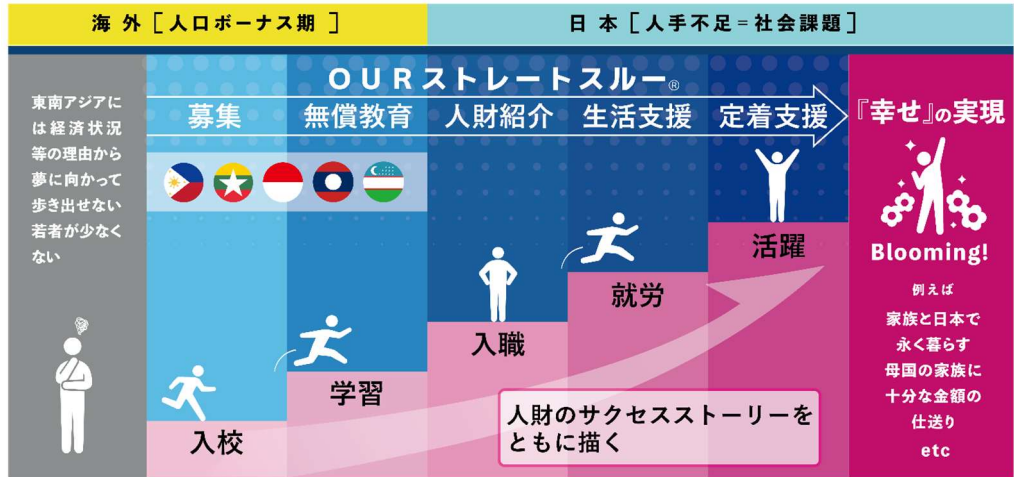 海外［人口ボーナス期］
日本［人手不足＝社会課題］
東南アジアに
は経済状況
等の理由から
夢に向かって
歩き出せない
若者が少なく
ない
OURストレートスルー®
募集
無償教育
人財紹介
生活支援
定着支援
入校
学習
入職
就労
活躍
人財のサクセスストーリーを
ともに描く
『幸せ』の実現
Blooming!
例えば
家族と日本で
永く暮らす
母国の家族に
十分な金額の
仕送り
etc